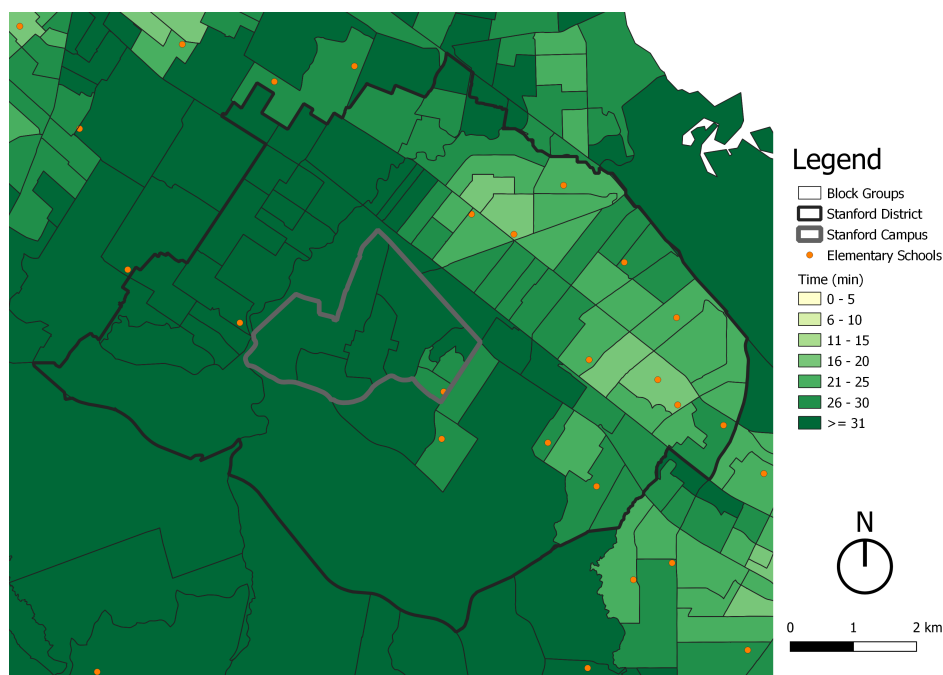 Legend
Block Groups
Stanford District
Stanford Campus
Elementary Schools
Time (min)
0 - 5
6 - 10
11 - 15
16 - 20
21 - 25
26 - 30
>= 31
N
0 1 2 km